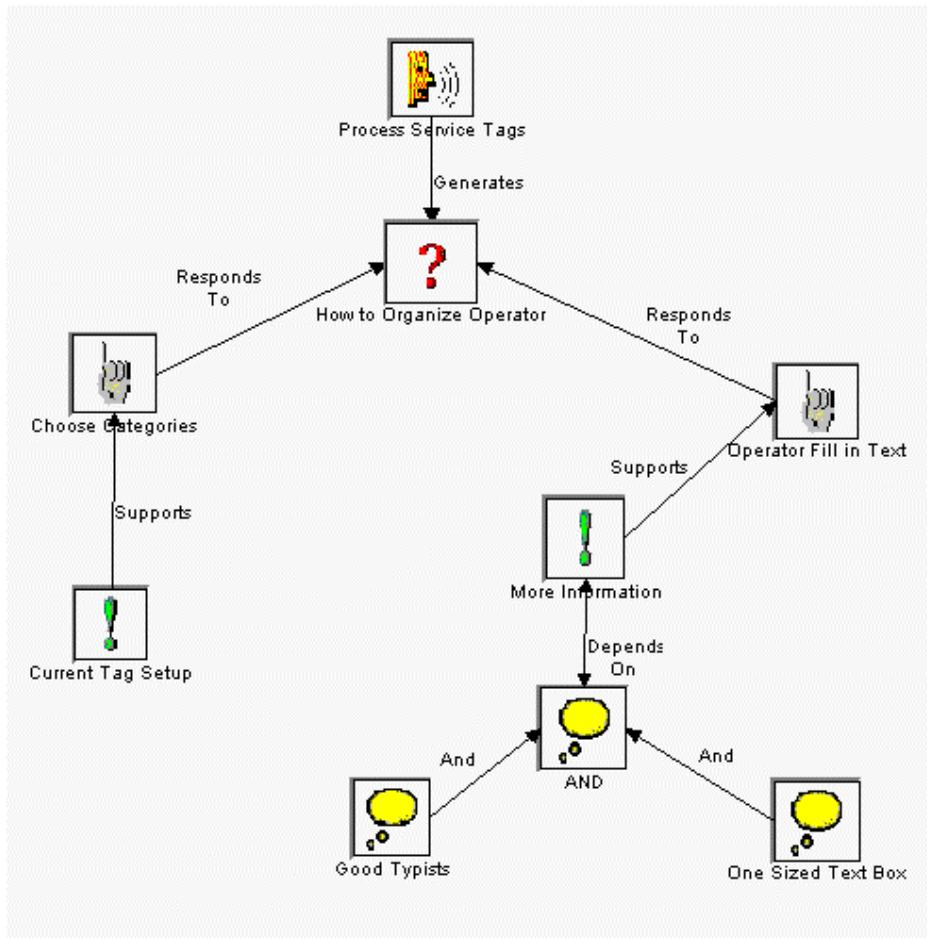 Process Service Tags
Generates
?
How to Organize Operator
Responds
To
Responds
To
Choose Categories
Operator Fill in Text
Supports
Supports
!
More Information
!
Current Tag Setup
Depends
On
AND
And
And
Good Typists
One Sized Text Box